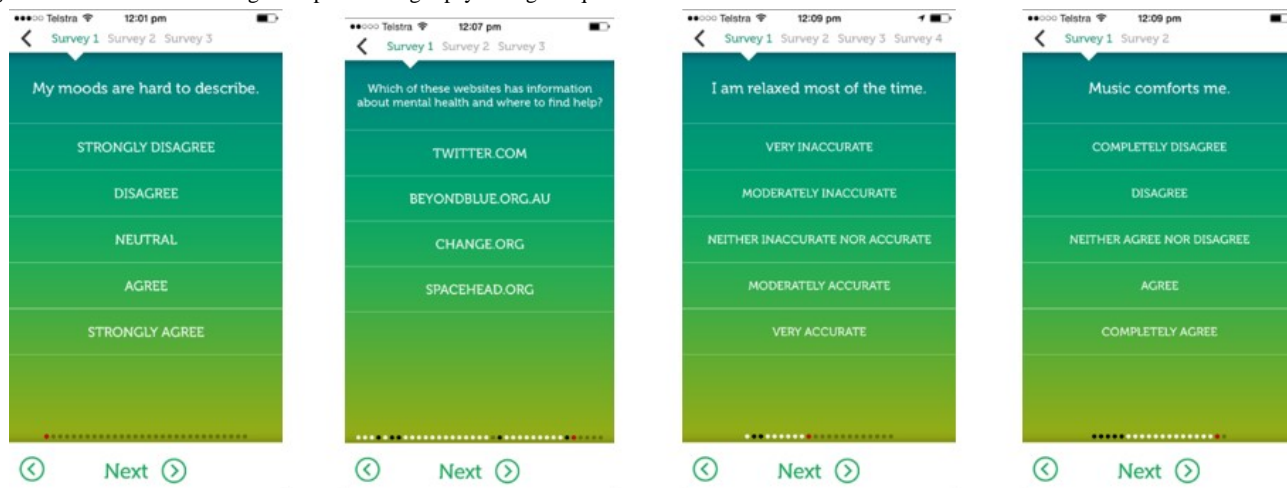 Telstra 12:01 pm
Survey 1 Survey 2 Survey 3
My moods are hard to describe.
STRONGLY DISAGREE
DISAGREE
NEUTRAL
AGREE
STRONGLY AGREE
Next
Telstra 12:07 pm
Survey 1 Survey 2 Survey 3
Which of these websites has information
about mental health and where to find help?
TWITTER.COM
BEYONDBLUE.ORG.AU
CHANGE.ORG
SPACEHEAD.ORG
Next
Telstra 12:09 pm
Survey 1 Survey 2 Survey 3 Survey 4
I am relaxed most of the time.
VERY INACCURATE
MODERATELY INACCURATE
NEITHER INACCURATE NOR ACCURATE
MODERATELY ACCURATE
VERY ACCURATE
Next
Telstra 12:09 pm
Survey 1 Survey 2
Music comforts me.
COMPLETELY DISAGREE
DISAGREE
NEITHER AGREE NOR DISAGREE
AGREE
COMPLETELY AGREE
Next